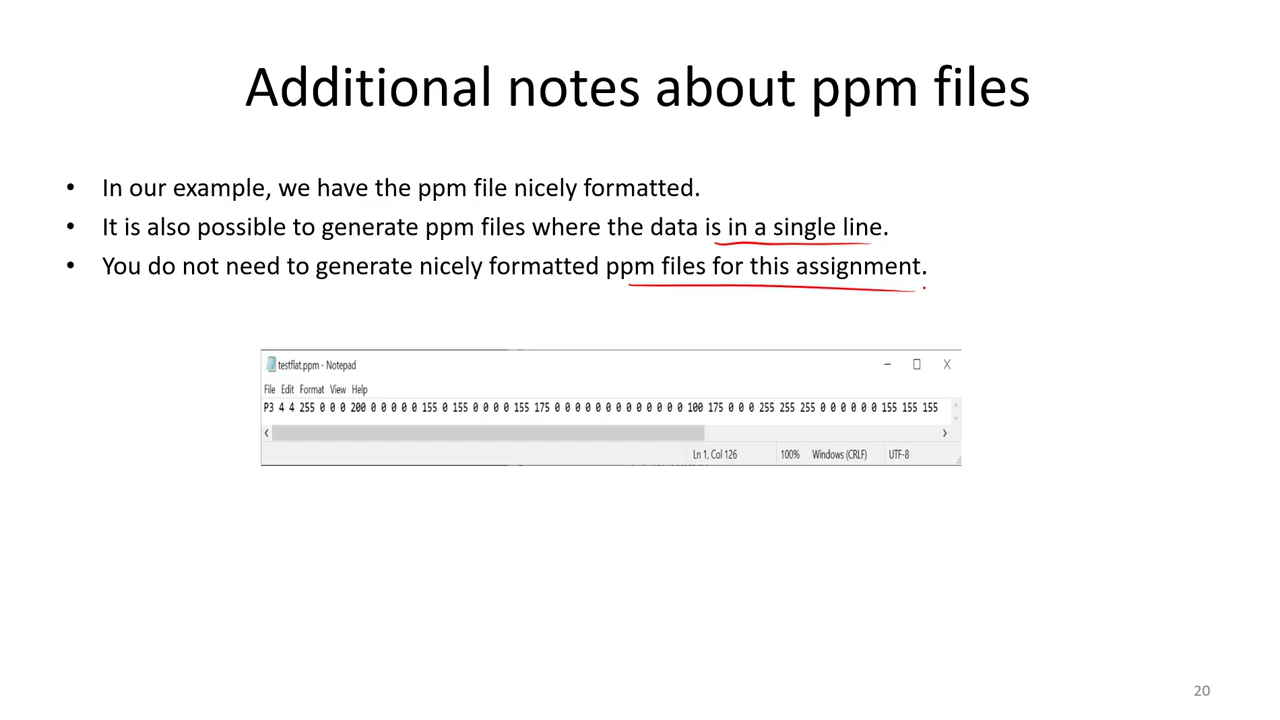 Additional notes about ppm files
• In our example, we have the ppm file nicely formatted.
• It is also possible to generate ppm files where the data is in a single line.
• You do not need to generate nicely formatted ppm files for this assignment.
testflat.ppm - Notepad
File Edit Format View Help
P3 4 4 255 0 0 0 200 0 0 0 0 0 155 0 155 0 0 0 0 155 175 0 0 0 0 0 0 0 0 0 0 0 0 0 100 175 0 0 0 255 255 255 0 0 0 0 0 0 155 155 155
Ln 1, Col 126 100% Windows (CRLF) UTF-8
20